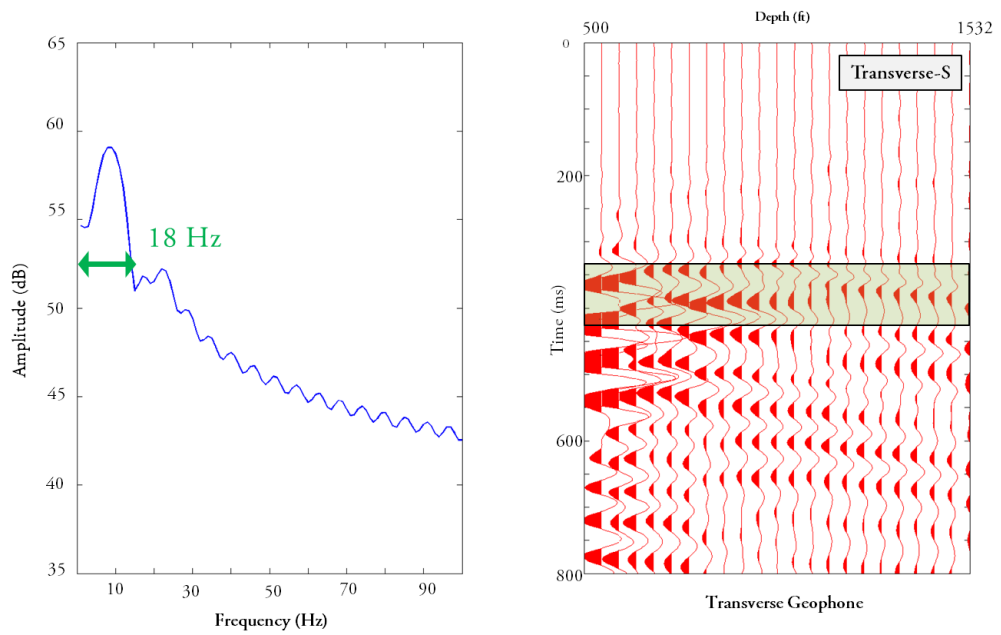 65
60
55
50
45
40
35
10
30
50
70
90
Amplitude (dB)
Frequency (Hz)
18 Hz
Depth (ft)
500
1532
0
200
600
800
Time (ms)
Transverse-S
Transverse Geophone